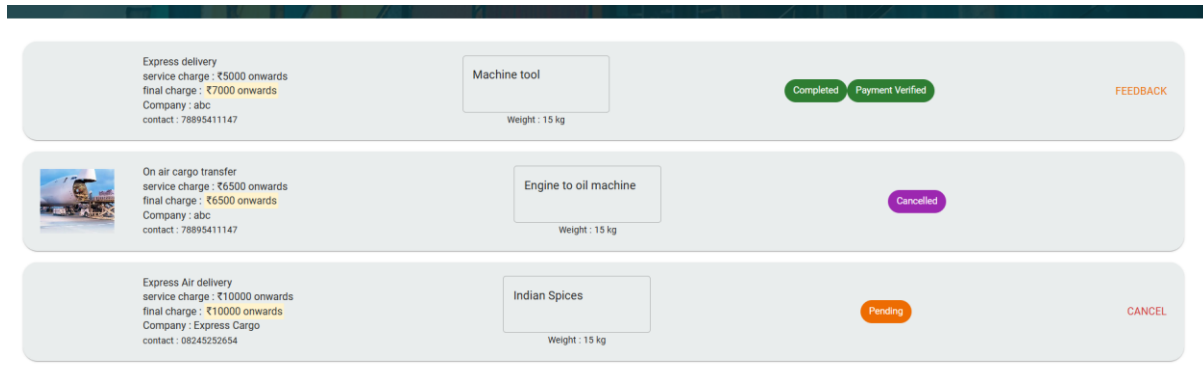 Express delivery
service charge : ₹5000 onwards
final charge : ₹7000 onwards
Company : abc
contact : 78895411147
Machine tool
Weight : 15 kg
Completed
Payment Verified
FEEDBACK
On air cargo transfer
service charge : ₹6500 onwards
final charge : ₹6500 onwards
Company : abc
contact : 78895411147
Engine to oil machine
Weight : 15 kg
Cancelled
Express Air delivery
service charge : ₹10000 onwards
final charge : ₹10000 onwards
Company : Express Cargo
contact : 08245252654
Indian Spices
Weight : 15 kg
Pending
CANCEL